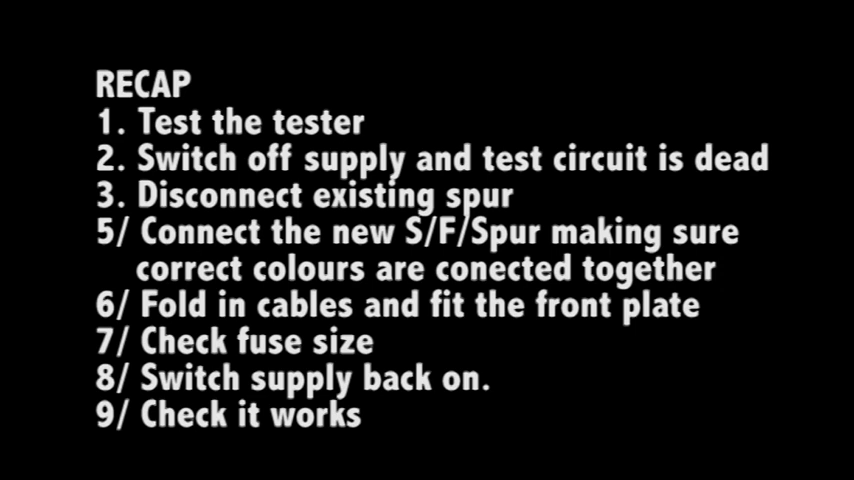 RECAP
1. Test the tester
2. Switch off supply and test circuit is dead
3. Disconnect existing spur
5/ Connect the new S/F/Spur making sure
correct colours are conected together
6/ Fold in cables and fit the front plate
7/ Check fuse size
8/ Switch supply back on.
9/ Check it works